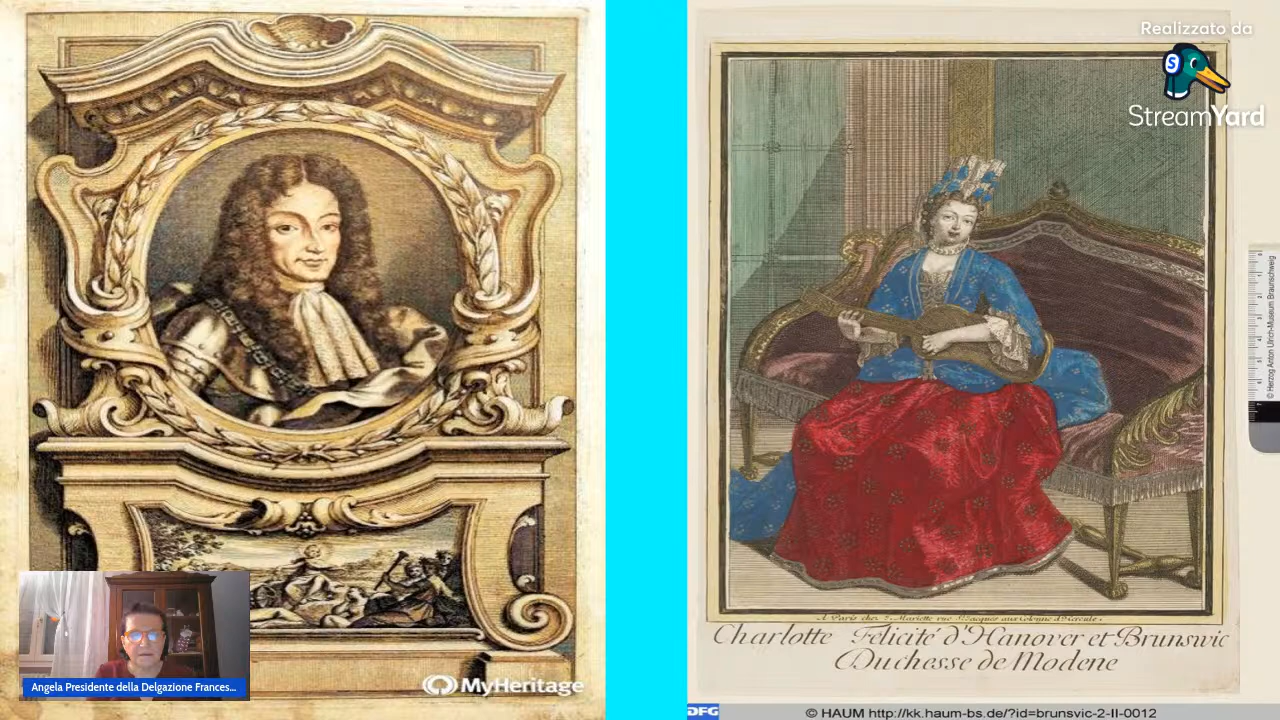 Realizzato da
StreamYard
© Herzog Anton Ulrich-Museum Braunschweig
A Paris chez J. Mariette rue St. Jacques aux Colonne d'Hercule.
Charlotte Felicité d'Hanover et Brunswic
Duchesse de Modene
MyHeritage
Angela Presidente della Delgazione Frances...
DFG
© HAUM http://kk.haum-bs.de/?id=brunsvic-2-II-0012